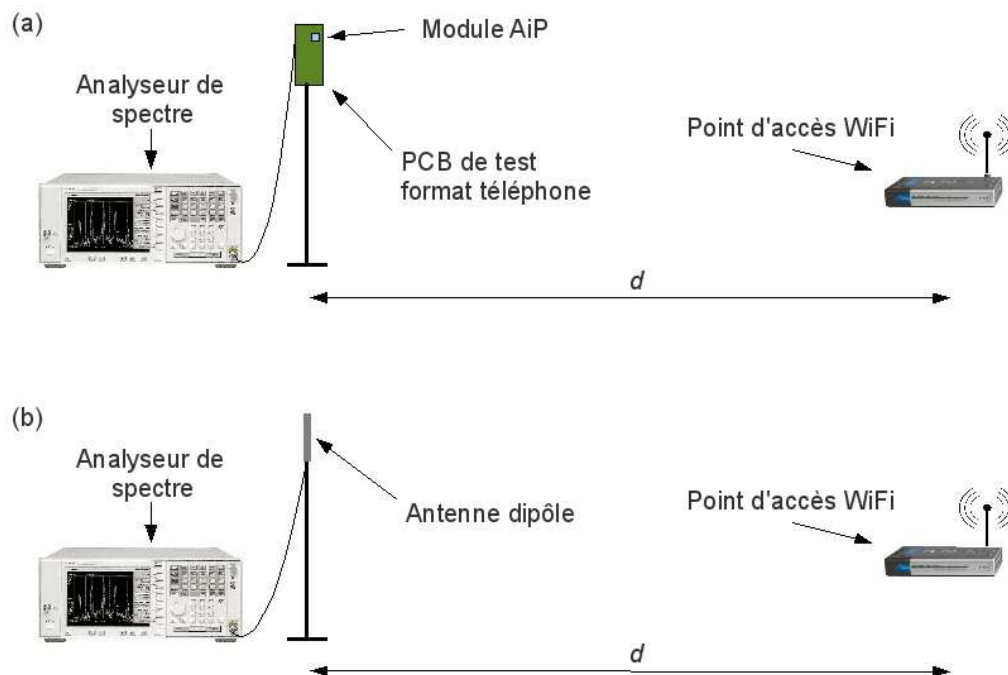 (a)
Module AiP
Analyseur de
spectre
Point d'accès WiFi
PCB de test
format téléphone
d
(b)
Analyseur de
spectre
Point d'accès WiFi
Antenne dipôle
d